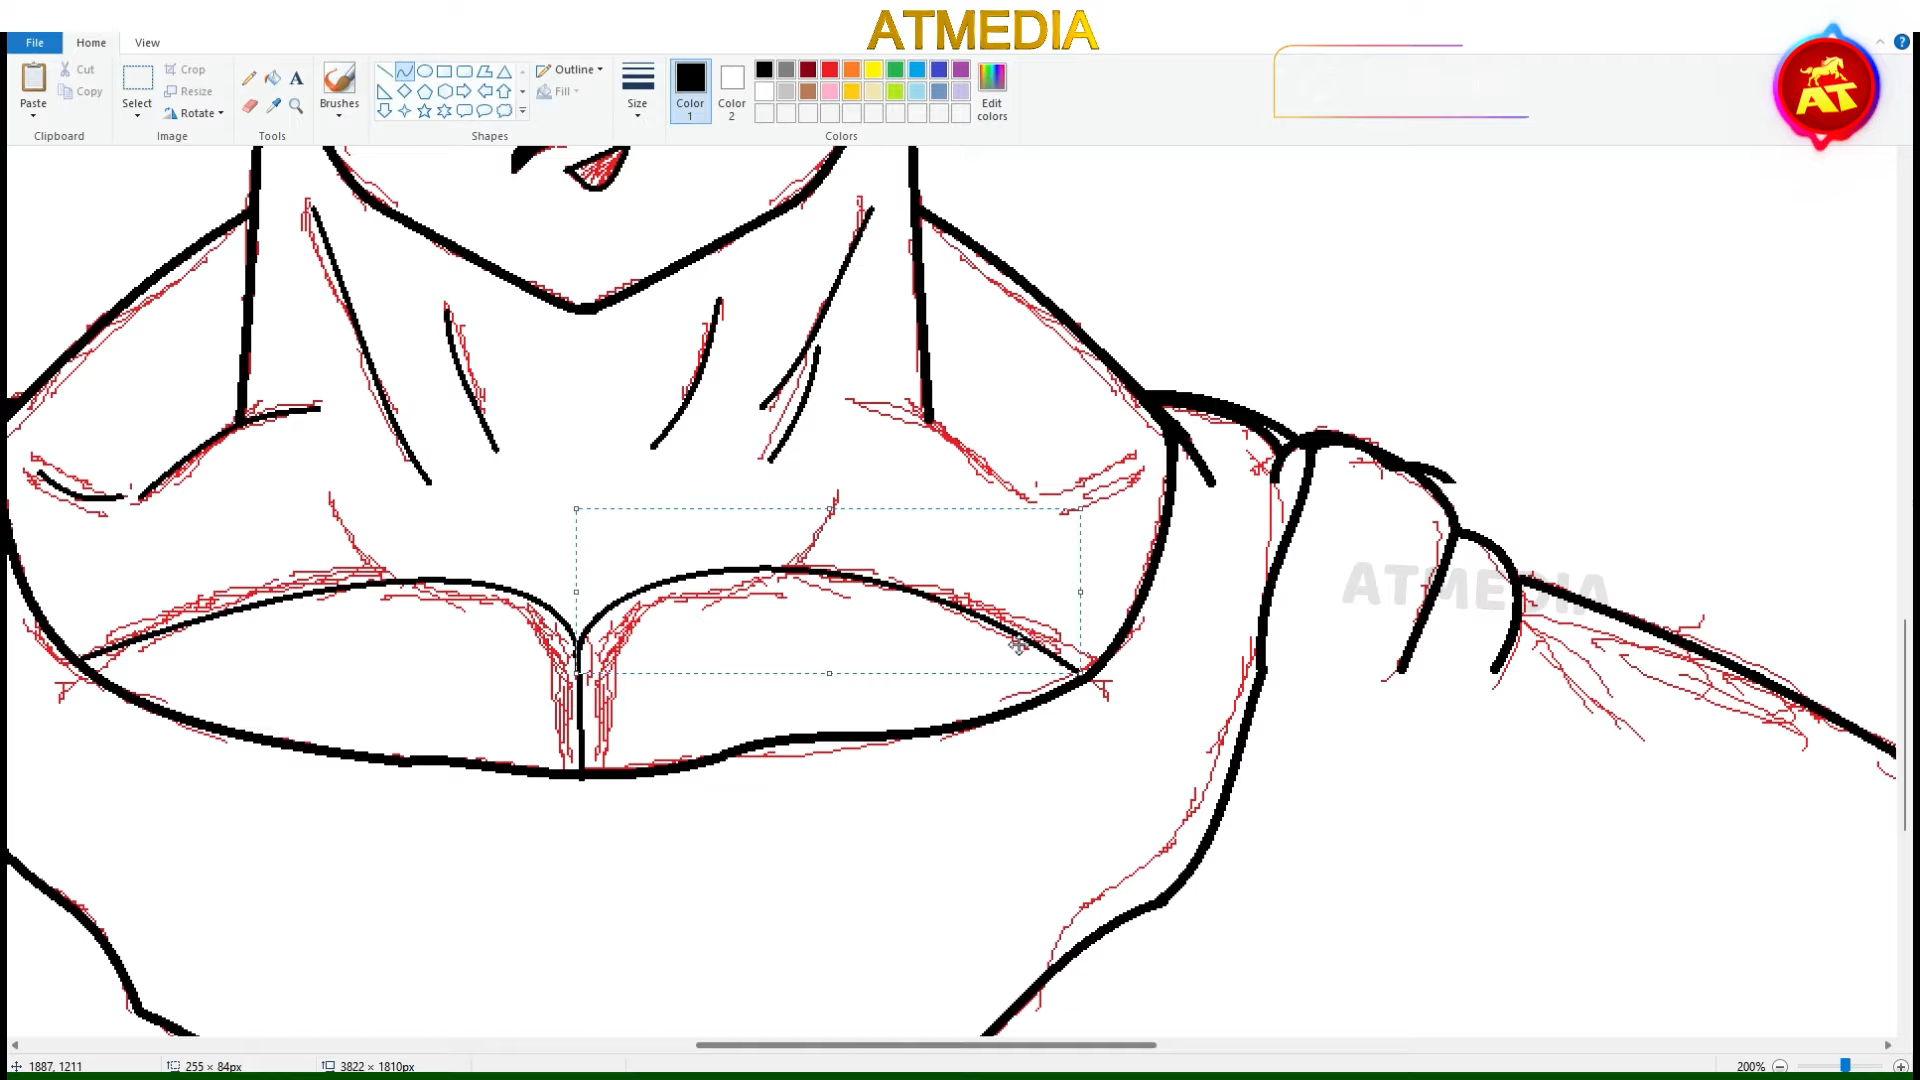 ATMEDIA
File Home View
Paste Cut Copy Select Crop Resize Rotate Brushes Outline Fill Size Color 1 Color 2 Edit colors
Clipboard Image Tools Shapes Colors
AT
ATMEDIA
1887, 1211 255 × 84px 3822 × 1810px 200%